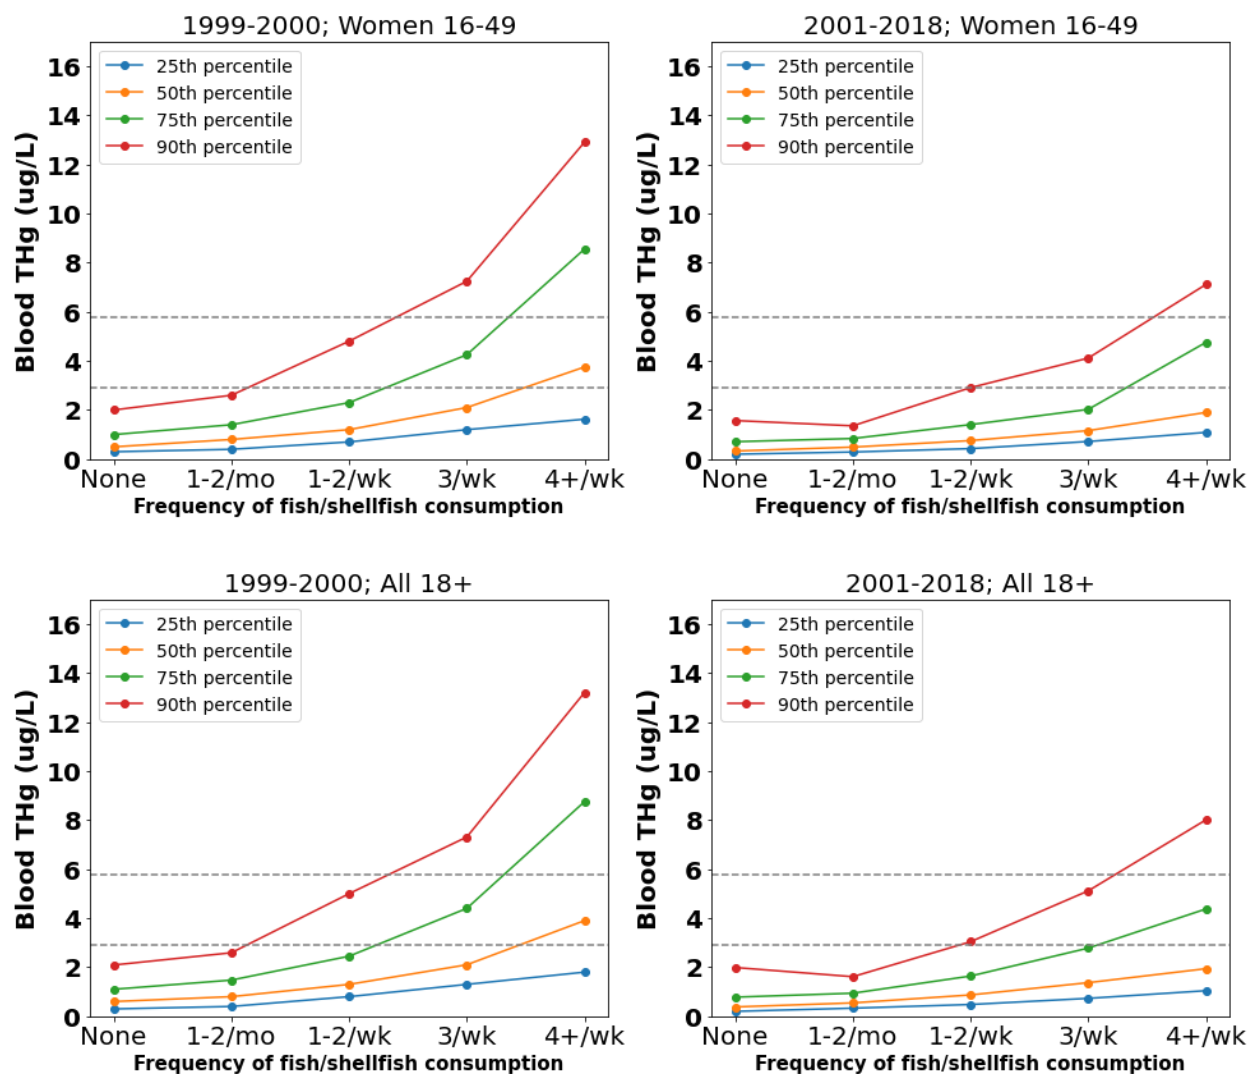 1999-2000; Women 16-49
25th percentile
50th percentile
75th percentile
90th percentile
Blood THg (ug/L)
16
14
12
10
8
6
4
2
0
None 1-2/mo 1-2/wk 3/wk 4+/wk
Frequency of fish/shellfish consumption
2001-2018; Women 16-49
25th percentile
50th percentile
75th percentile
90th percentile
Blood THg (ug/L)
16
14
12
10
8
6
4
2
0
None 1-2/mo 1-2/wk 3/wk 4+/wk
Frequency of fish/shellfish consumption
1999-2000; All 18+
25th percentile
50th percentile
75th percentile
90th percentile
Blood THg (ug/L)
16
14
12
10
8
6
4
2
0
None 1-2/mo 1-2/wk 3/wk 4+/wk
Frequency of fish/shellfish consumption
2001-2018; All 18+
25th percentile
50th percentile
75th percentile
90th percentile
Blood THg (ug/L)
16
14
12
10
8
6
4
2
0
None 1-2/mo 1-2/wk 3/wk 4+/wk
Frequency of fish/shellfish consumption